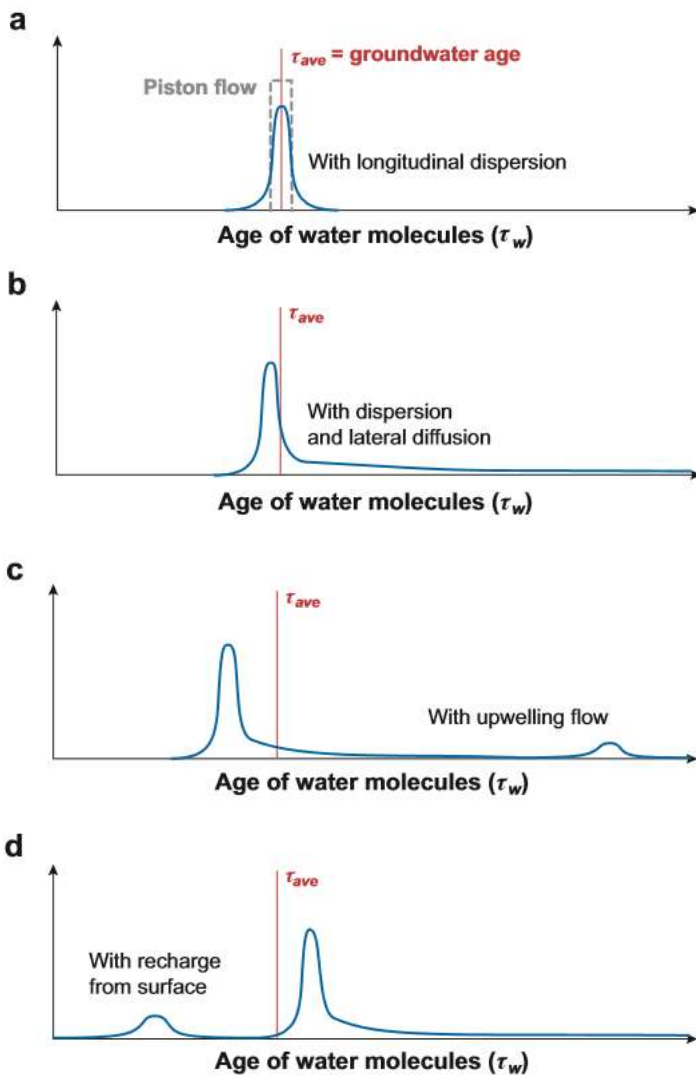 a
τave = groundwater age
Piston flow
With longitudinal dispersion
Age of water molecules (τw)
b
τave
With dispersion
and lateral diffusion
Age of water molecules (τw)
c
τave
With upwelling flow
Age of water molecules (τw)
d
τave
With recharge
from surface
Age of water molecules (τw)